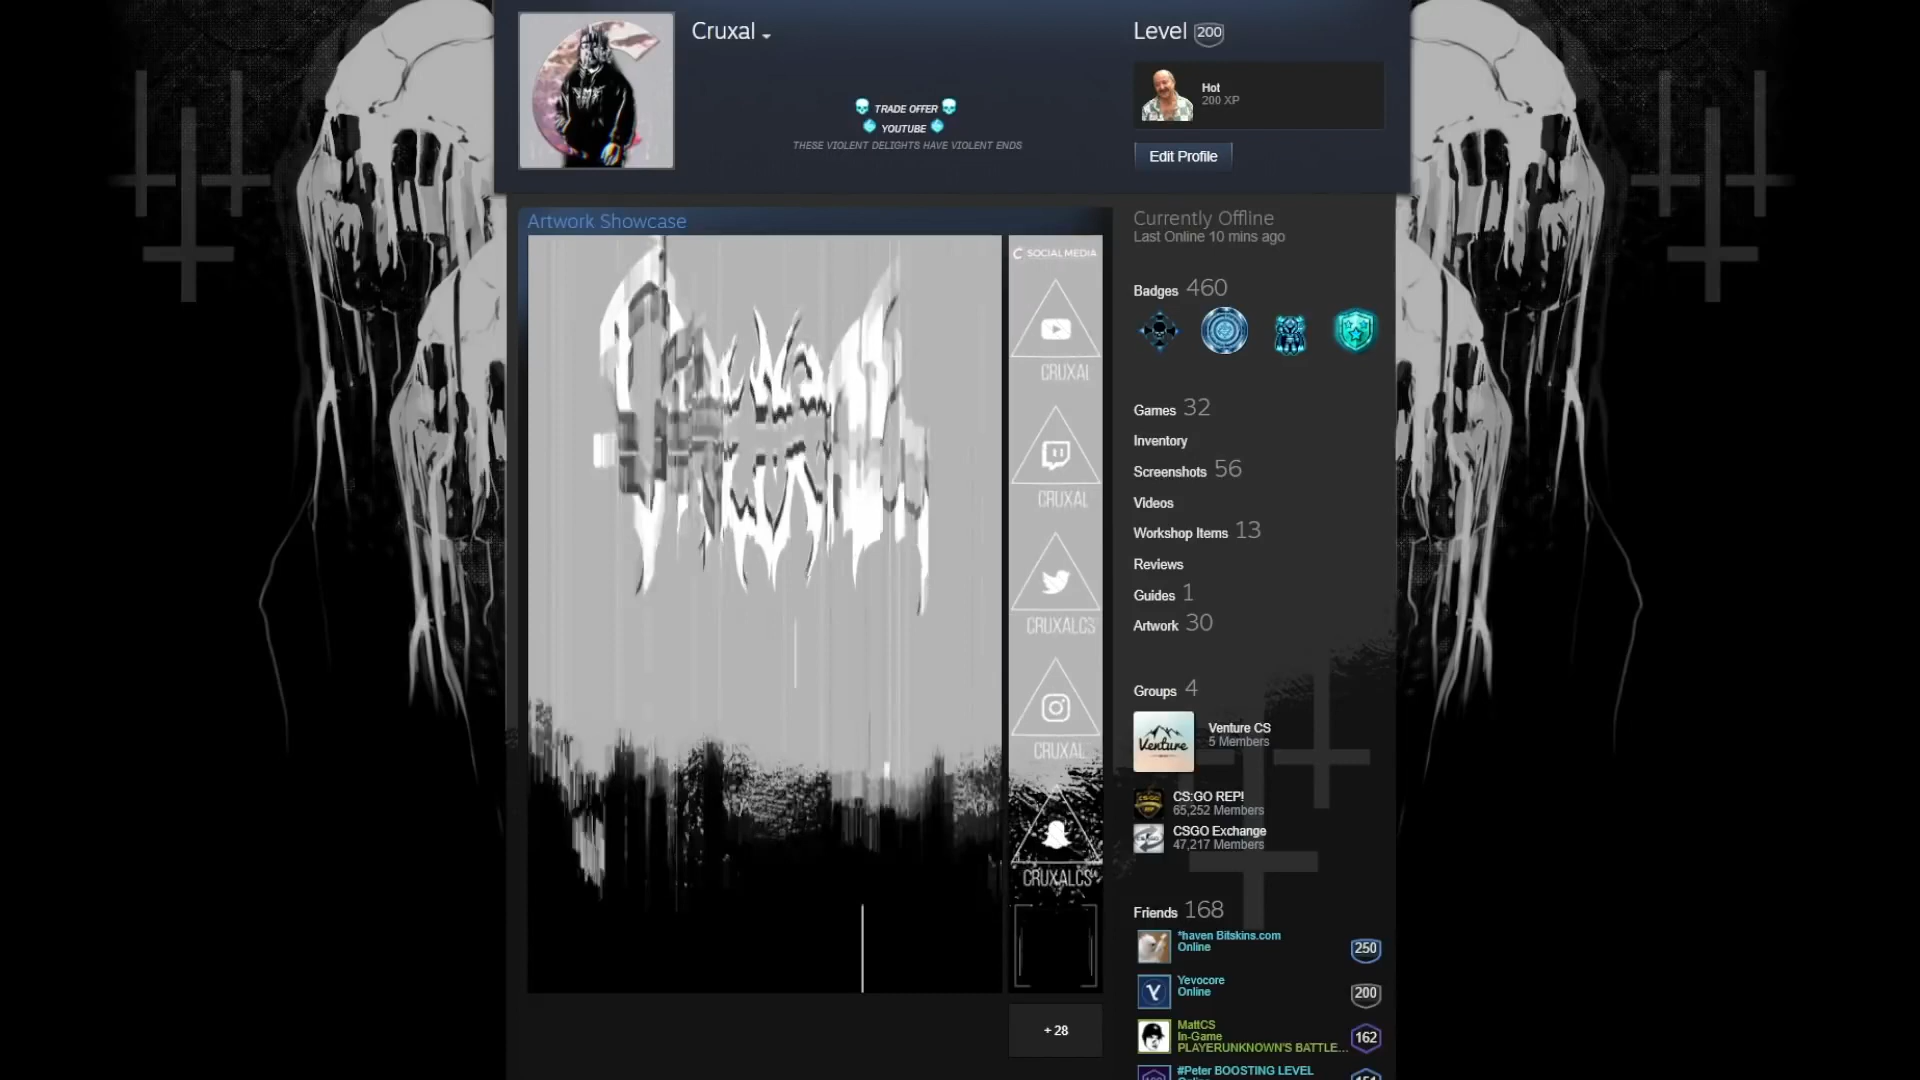 Cruxal
TRADE OFFER
YOUTUBE
THESE VIOLENT DELIGHTS HAVE VIOLENT ENDS
Level 200
Hot
200 XP
Edit Profile
Artwork Showcase
SOCIAL MEDIA
CRUXAL
CRUXAL
CRUXALCS
CRUXAL
CRUXALCS
+ 28
Currently Offline
Last Online 10 mins ago
Badges 460
Games 32
Inventory
Screenshots 56
Videos
Workshop Items 13
Reviews
Guides 1
Artwork 30
Groups 4
Venture
Venture CS
5 Members
CS:GO REP!
65,252 Members
CSGO Exchange
47,217 Members
Friends 168
*haven Bitskins.com
Online
250
Yevocore
Online
200
MattCS
In-Game
PLAYERUNKNOWN'S BATTLE...
162
#Peter BOOSTING LEVEL